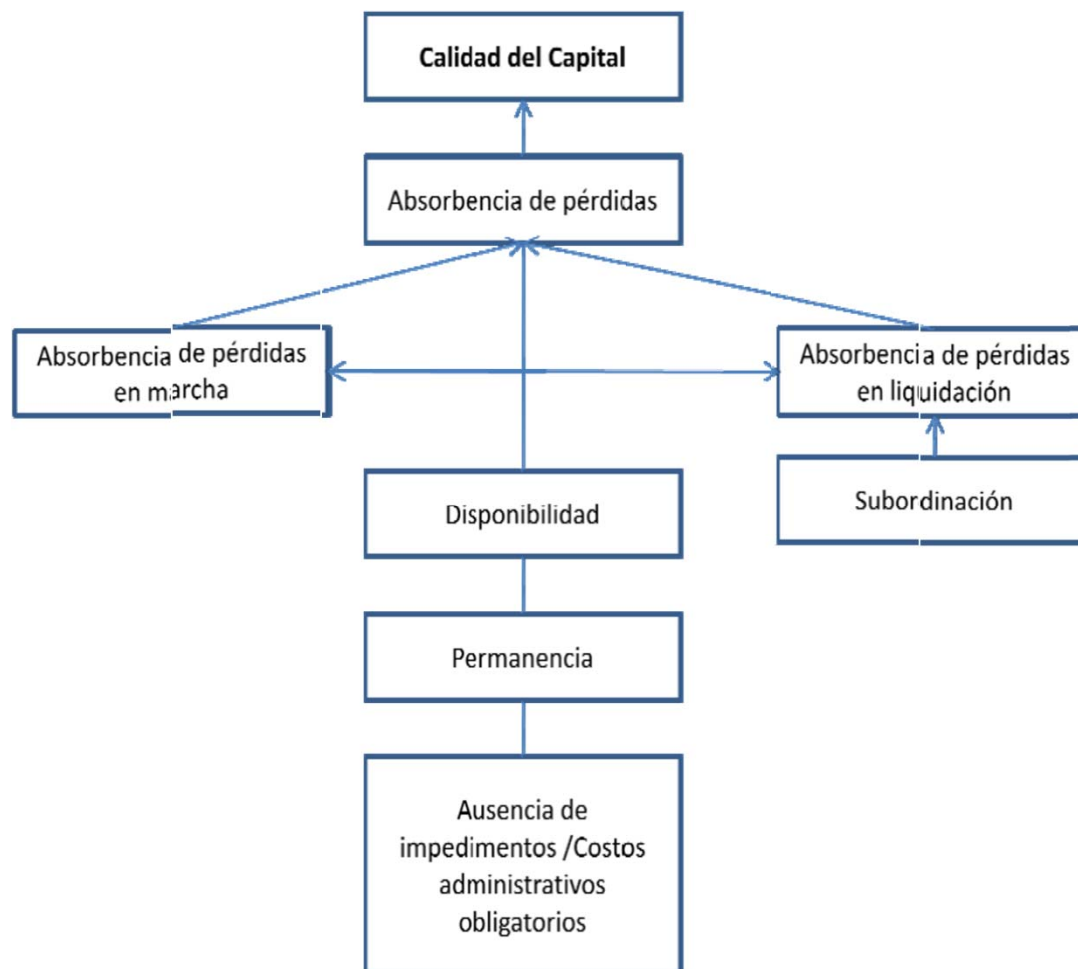 Calidad del Capital
Absorbencia de pérdidas
Absorbencia de pérdidas
en marcha
Absorbencia de pérdidas
en liquidación
Disponibilidad
Subordinación
Permanencia
Ausencia de
impedimentos /Costos
administrativos
obligatorios